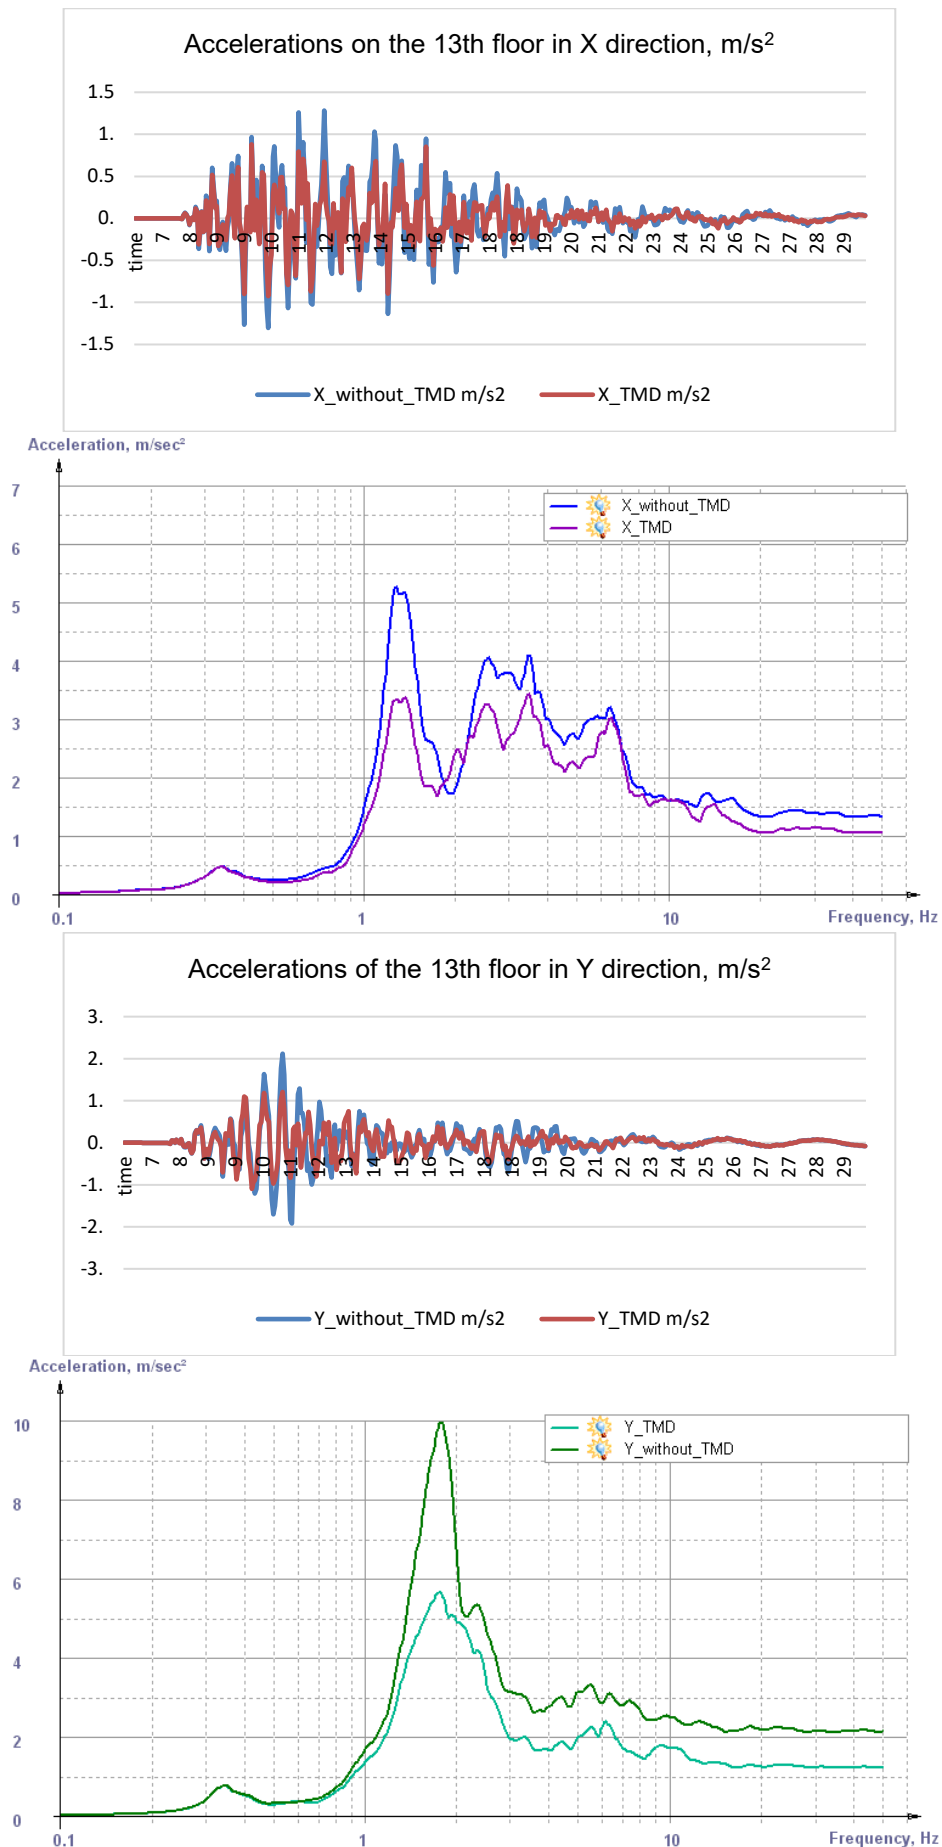 Accelerations on the 13th floor in X direction, m/s²
1.5
1.
0.5
0.
-0.5
-1.
-1.5
time 7 8 9 9 10 11 11 12 13 14 15 16 17 18 19 20 21 22 23 24 25 26 27 27 28 29
X_without_TMD m/s2 X_TMD m/s2
Acceleration, m/sec²
7
6
5
4
3
2
1
0
X_without_TMD
X_TMD
0.1 1 10 Frequency, Hz
Accelerations of the 13th floor in Y direction, m/s²
3.
2.
1.
0.
-1.
-2.
-3.
time 7 8 9 9 10 11 12 13 14 15 16 17 18 18 19 20 21 22 23 24 25 26 27 28 29
Y_without_TMD m/s2 Y_TMD m/s2
Acceleration, m/sec²
10
8
6
4
2
0
Y_TMD
Y_without_TMD
0.1 1 10 Frequency, Hz